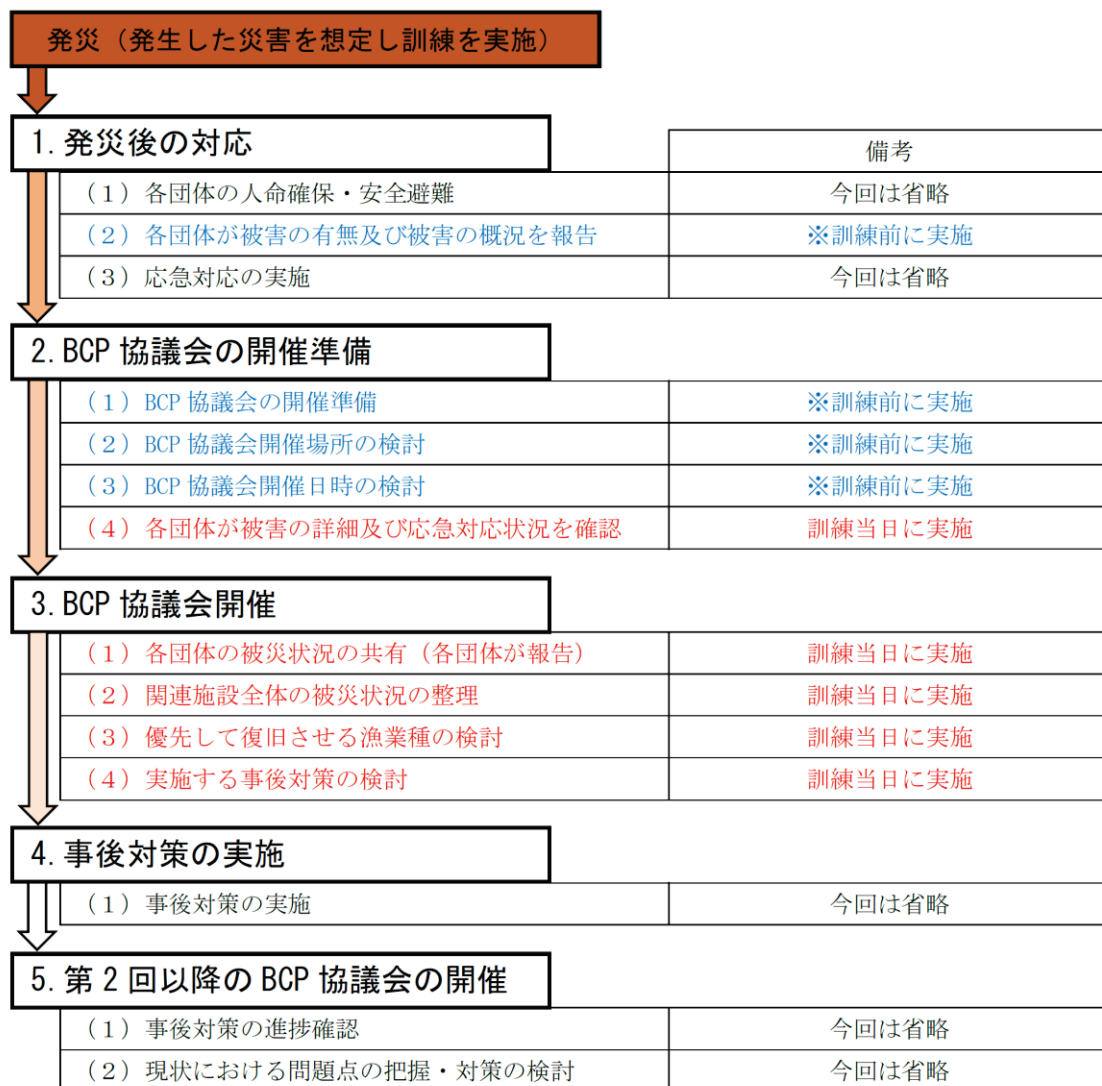 発災（発生した災害を想定し訓練を実施）
1. 発災後の対応
備考
（１）各団体の人命確保・安全避難 今回は省略
（２）各団体が被害の有無及び被害の概況を報告 ※訓練前に実施
（３）応急対応の実施 今回は省略
2. BCP 協議会の開催準備
（１）BCP 協議会の開催準備 ※訓練前に実施
（２）BCP 協議会開催場所の検討 ※訓練前に実施
（３）BCP 協議会開催日時の検討 ※訓練前に実施
（４）各団体が被害の詳細及び応急対応状況を確認 訓練当日に実施
3. BCP 協議会開催
（１）各団体の被災状況の共有（各団体が報告） 訓練当日に実施
（２）関連施設全体の被災状況の整理 訓練当日に実施
（３）優先して復旧させる漁業種の検討 訓練当日に実施
（４）実施する事後対策の検討 訓練当日に実施
4. 事後対策の実施
（１）事後対策の実施 今回は省略
5. 第 2 回以降の BCP 協議会の開催
（１）事後対策の進捗確認 今回は省略
（２）現状における問題点の把握・対策の検討 今回は省略